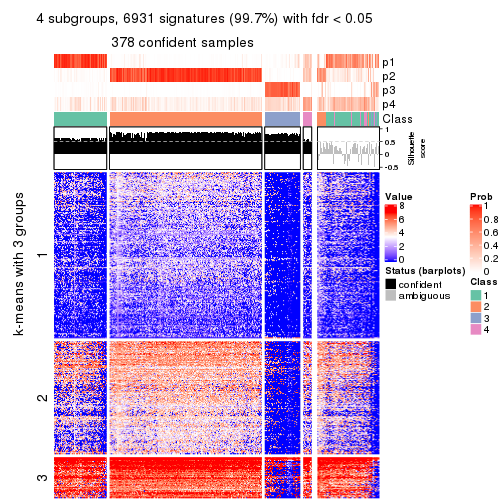 4 subgroups, 6931 signatures (99.7%) with fdr < 0.05
378 confident samples
p1
p2
p3
p4
Class
1
0.5
0
-0.5
Silhouette
score
k-means with 3 groups
1
2
3
Value
8
6
4
2
0
Status (barplots)
confident
ambiguous
Prob
1
0.8
0.6
0.4
0.2
0
Class
1
2
3
4